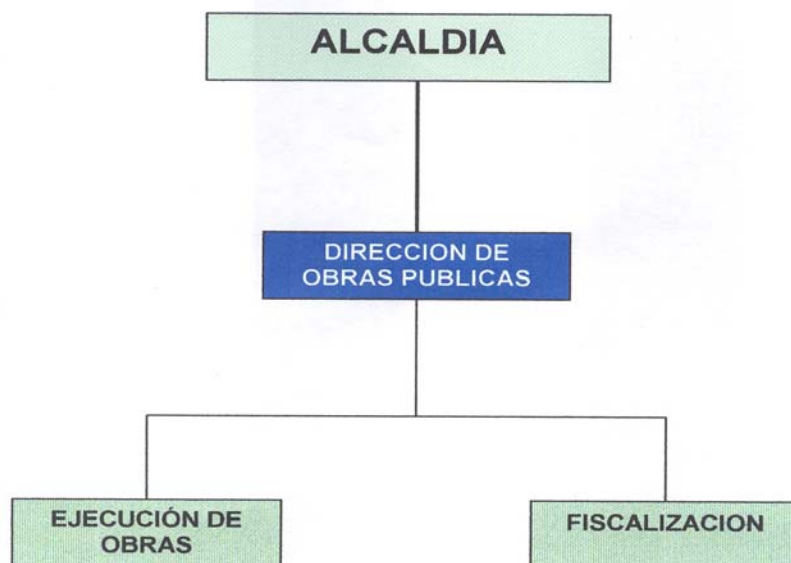 ALCALDIA
DIRECCION DE
OBRAS PUBLICAS
EJECUCIÓN DE
OBRAS
FISCALIZACION